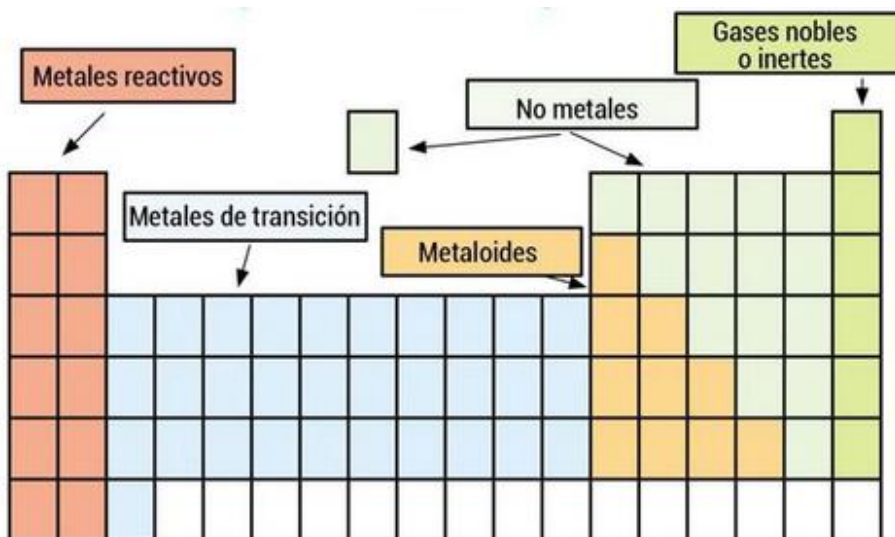 Gases nobles
o inertes
Metales reactivos
No metales
Metales de transición
Metaloides